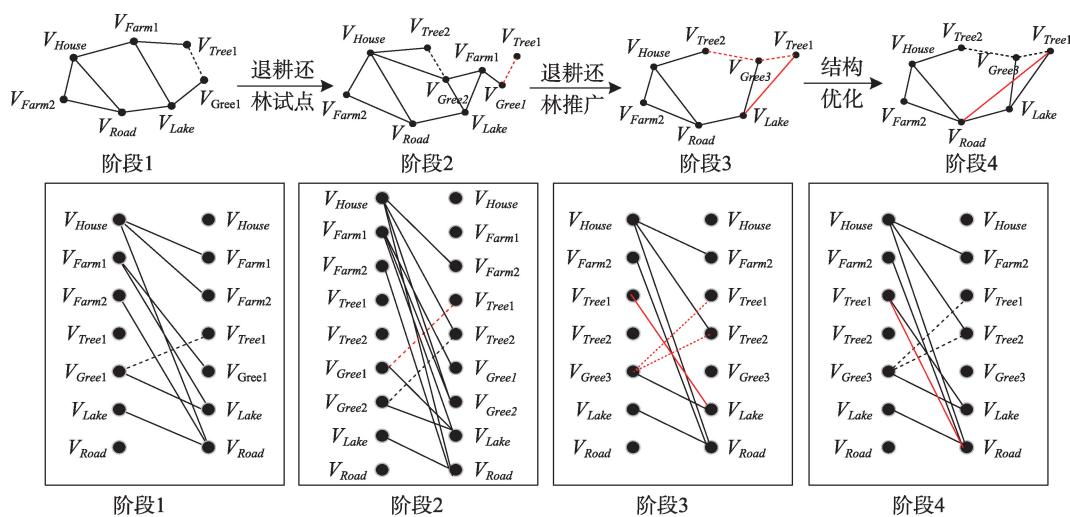 V_Farm1
V_House
V_Tree1
V_Farm2
V_Gree1
V_Road
V_Lake
阶段1
退耕还
林试点
V_House
V_Tree2
V_Farm1
V_Tree1
V_Farm2
V_Gree2
V_Gree1
V_Road
V_Lake
阶段2
退耕还
林推广
V_Tree2
V_House
V_Tree1
V_Gree3
V_Farm2
V_Road
V_Lake
阶段3
结构
优化
V_Tree2
V_House
V_Tree1
V_Gree3
V_Farm2
V_Road
V_Lake
阶段4
V_House V_House
V_Farm1 V_Farm1
V_Farm2 V_Farm2
V_Tree1 V_Tree1
V_Gree1 V_Gree1
V_Lake V_Lake
V_Road V_Road
阶段1
V_House V_House
V_Farm1 V_Farm1
V_Farm2 V_Farm2
V_Tree1 V_Tree1
V_Tree2 V_Tree2
V_Gree1 V_Gree1
V_Gree2 V_Gree2
V_Lake V_Lake
V_Road V_Road
阶段2
V_House V_House
V_Farm2 V_Farm2
V_Tree1 V_Tree1
V_Tree2 V_Tree2
V_Gree3 V_Gree3
V_Lake V_Lake
V_Road V_Road
阶段3
V_House V_House
V_Farm2 V_Farm2
V_Tree1 V_Tree1
V_Tree2 V_Tree2
V_Gree3 V_Gree3
V_Lake V_Lake
V_Road V_Road
阶段4